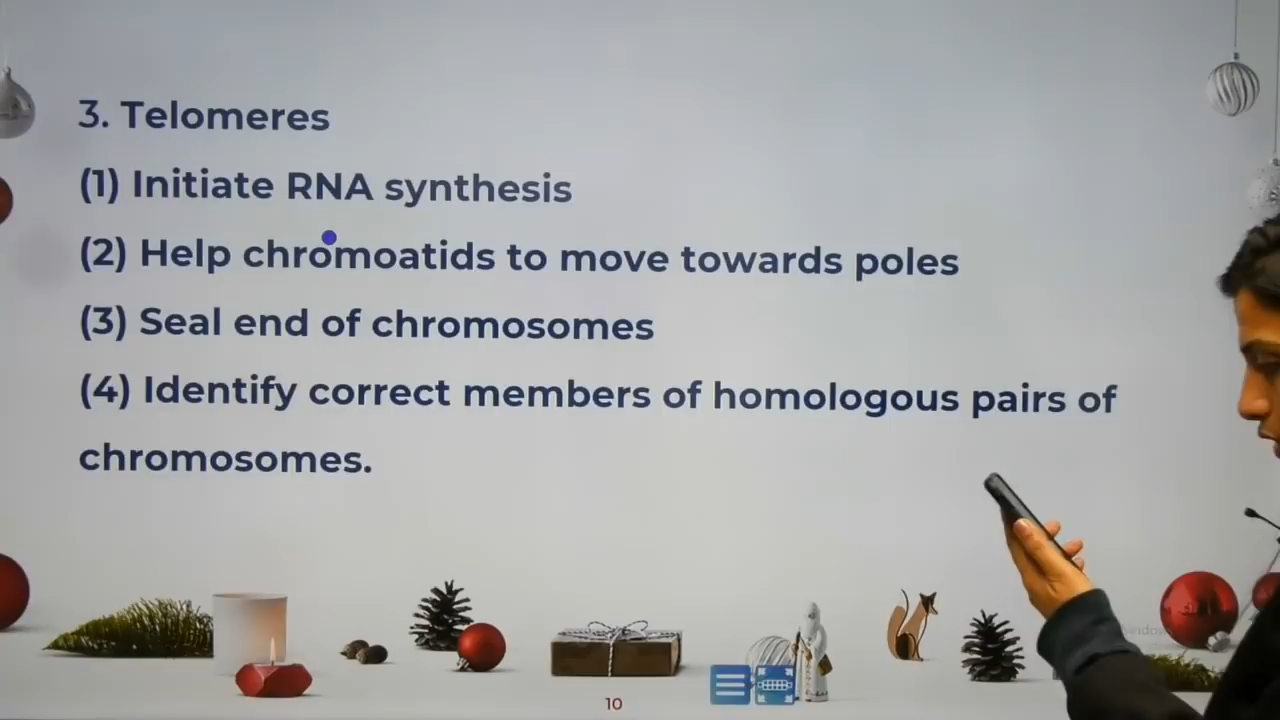 3. Telomeres
(1) Initiate RNA synthesis
(2) Help chromoatids to move towards poles
(3) Seal end of chromosomes
(4) Identify correct members of homologous pairs of
chromosomes.
10